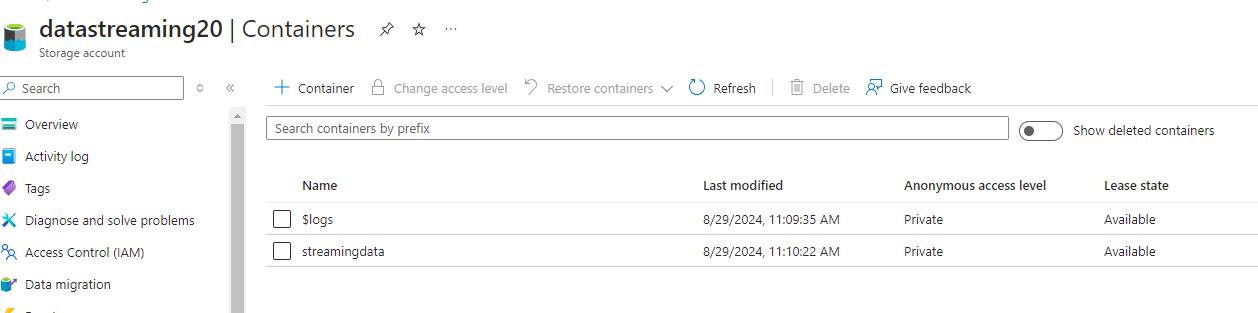 datastreaming20 | Containers
Storage account
Search
Container
Change access level
Restore containers
Refresh
Delete
Give feedback
Search containers by prefix
Show deleted containers
Overview
Activity log
Tags
Diagnose and solve problems
Access Control (IAM)
Data migration
Name Last modified Anonymous access level Lease state
$logs 8/29/2024, 11:09:35 AM Private Available
streamingdata 8/29/2024, 11:10:22 AM Private Available